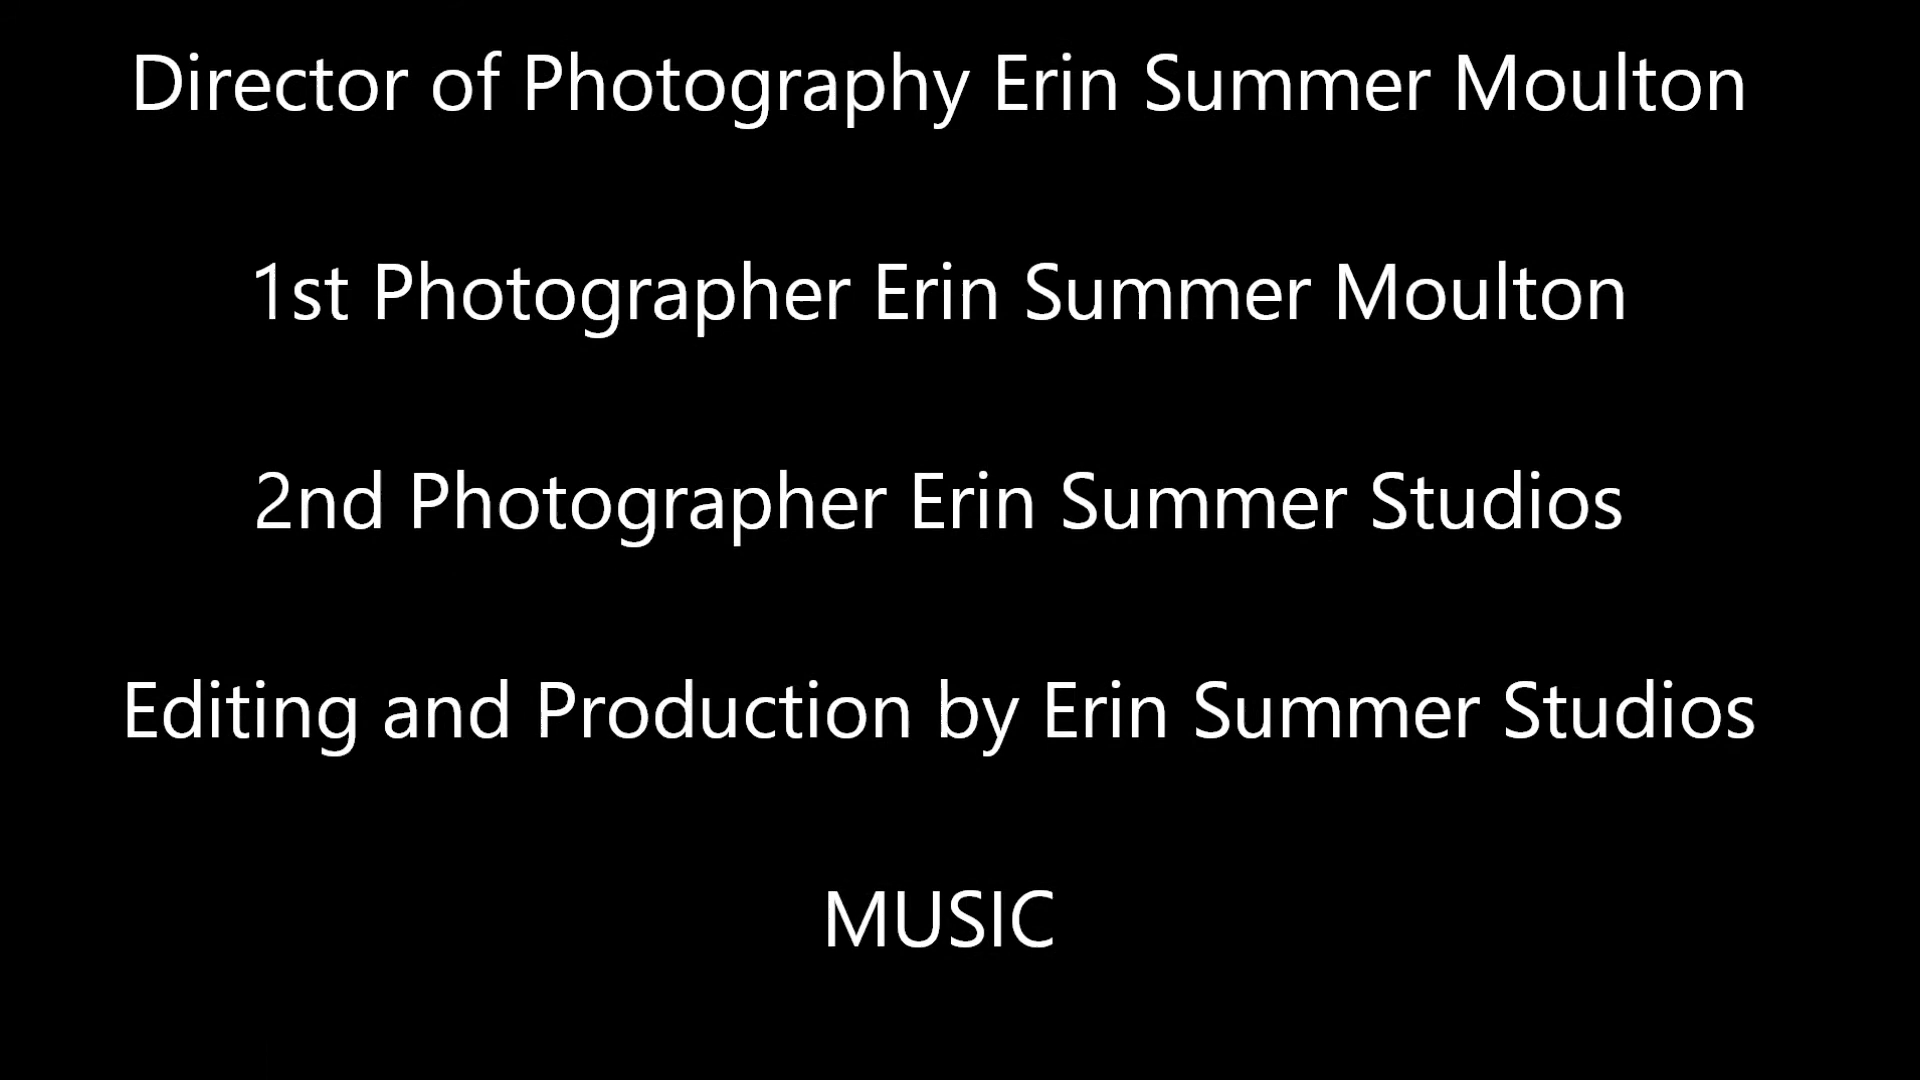 Director of Photography Erin Summer Moulton
1st Photographer Erin Summer Moulton
2nd Photographer Erin Summer Studios
Editing and Production by Erin Summer Studios
MUSIC